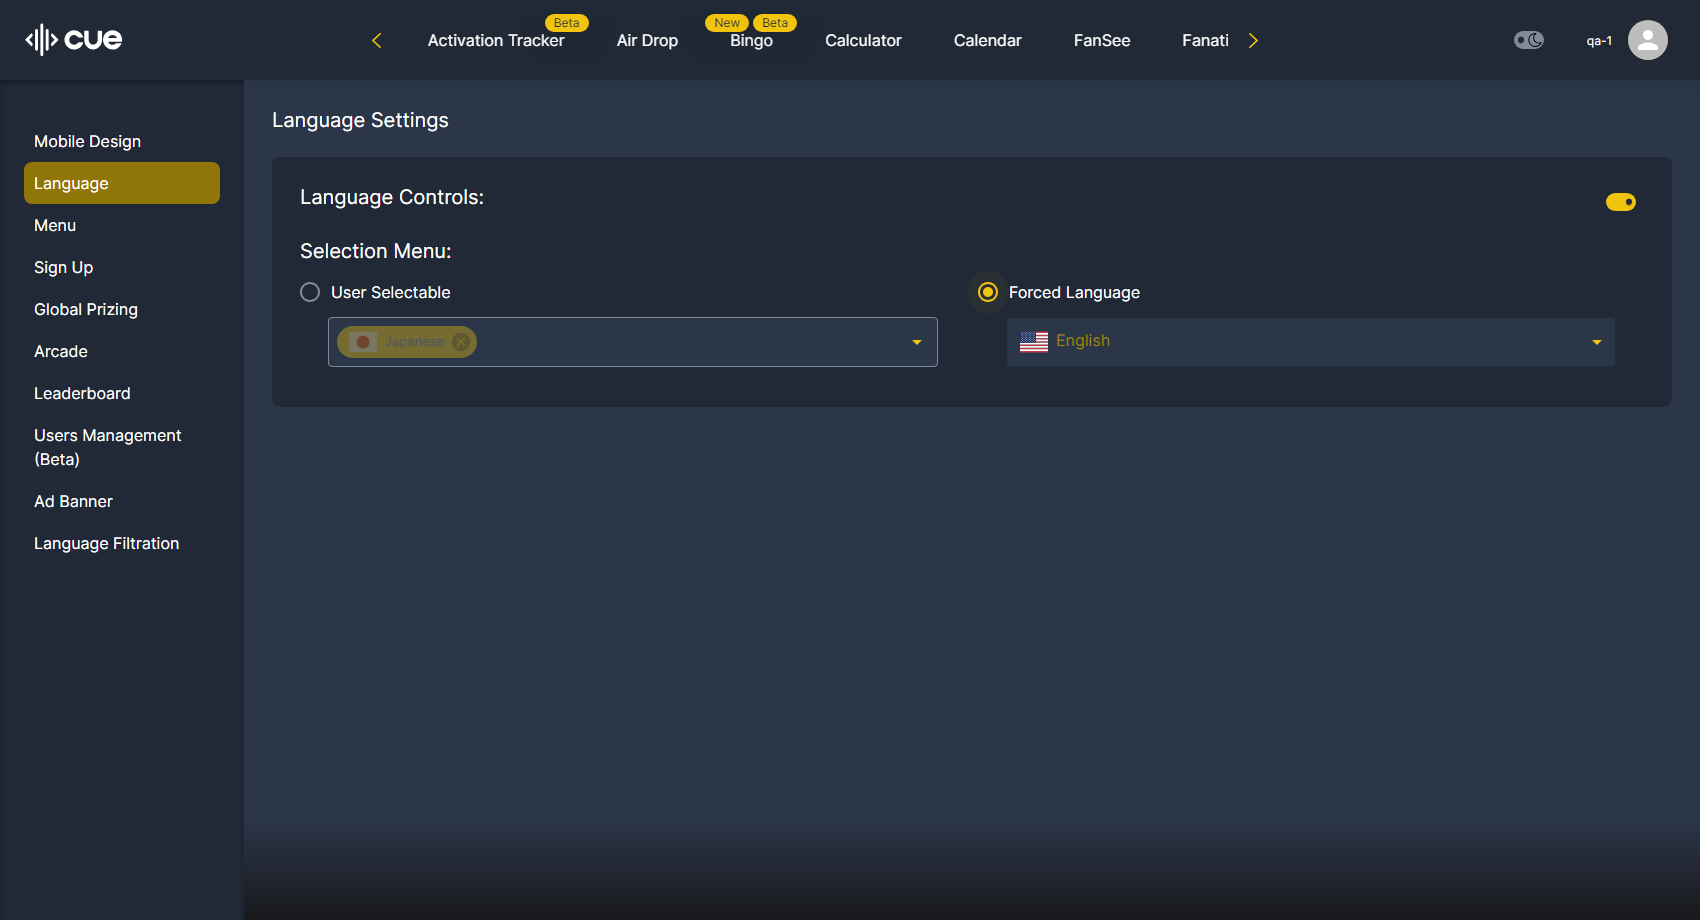 cue
Beta
New
Beta
Activation Tracker
Air Drop
Bingo
Calculator
Calendar
FanSee
Fanati
qa-1
Mobile Design
Language
Menu
Sign Up
Global Prizing
Arcade
Leaderboard
Users Management
(Beta)
Ad Banner
Language Filtration
Language Settings
Language Controls:
Selection Menu:
User Selectable
Japanese
Forced Language
English